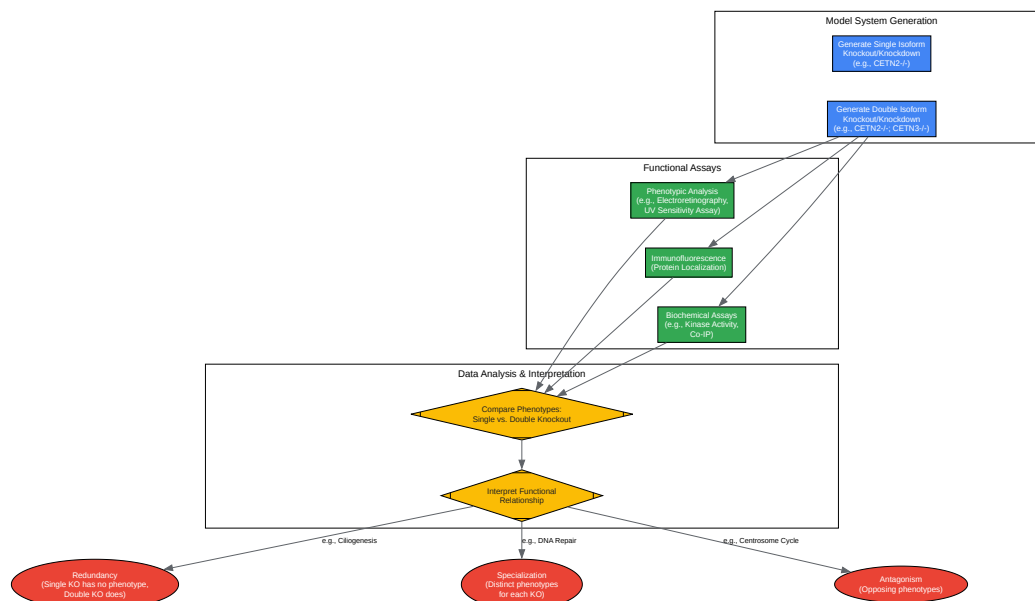 Model System Generation
Generate Single Isoform
Knockout/Knockdown
(e.g., CETN2-/-)
Generate Double Isoform
Knockout/Knockdown
(e.g., CETN2-/-; CETN3-/-)
Functional Assays
Phenotypic Analysis
(e.g., Electroretinography,
UV Sensitivity Assay)
Immunofluorescence
(Protein Localization)
Biochemical Assays
(e.g., Kinase Activity,
Co-IP)
Data Analysis & Interpretation
Compare Phenotypes:
Single vs. Double Knockout
Interpret Functional
Relationship
e.g., Ciliogenesis
e.g., DNA Repair
e.g., Centrosome Cycle
Redundancy
(Single KO has no phenotype,
Double KO does)
Specialization
(Distinct phenotypes
for each KO)
Antagonism
(Opposing phenotypes)